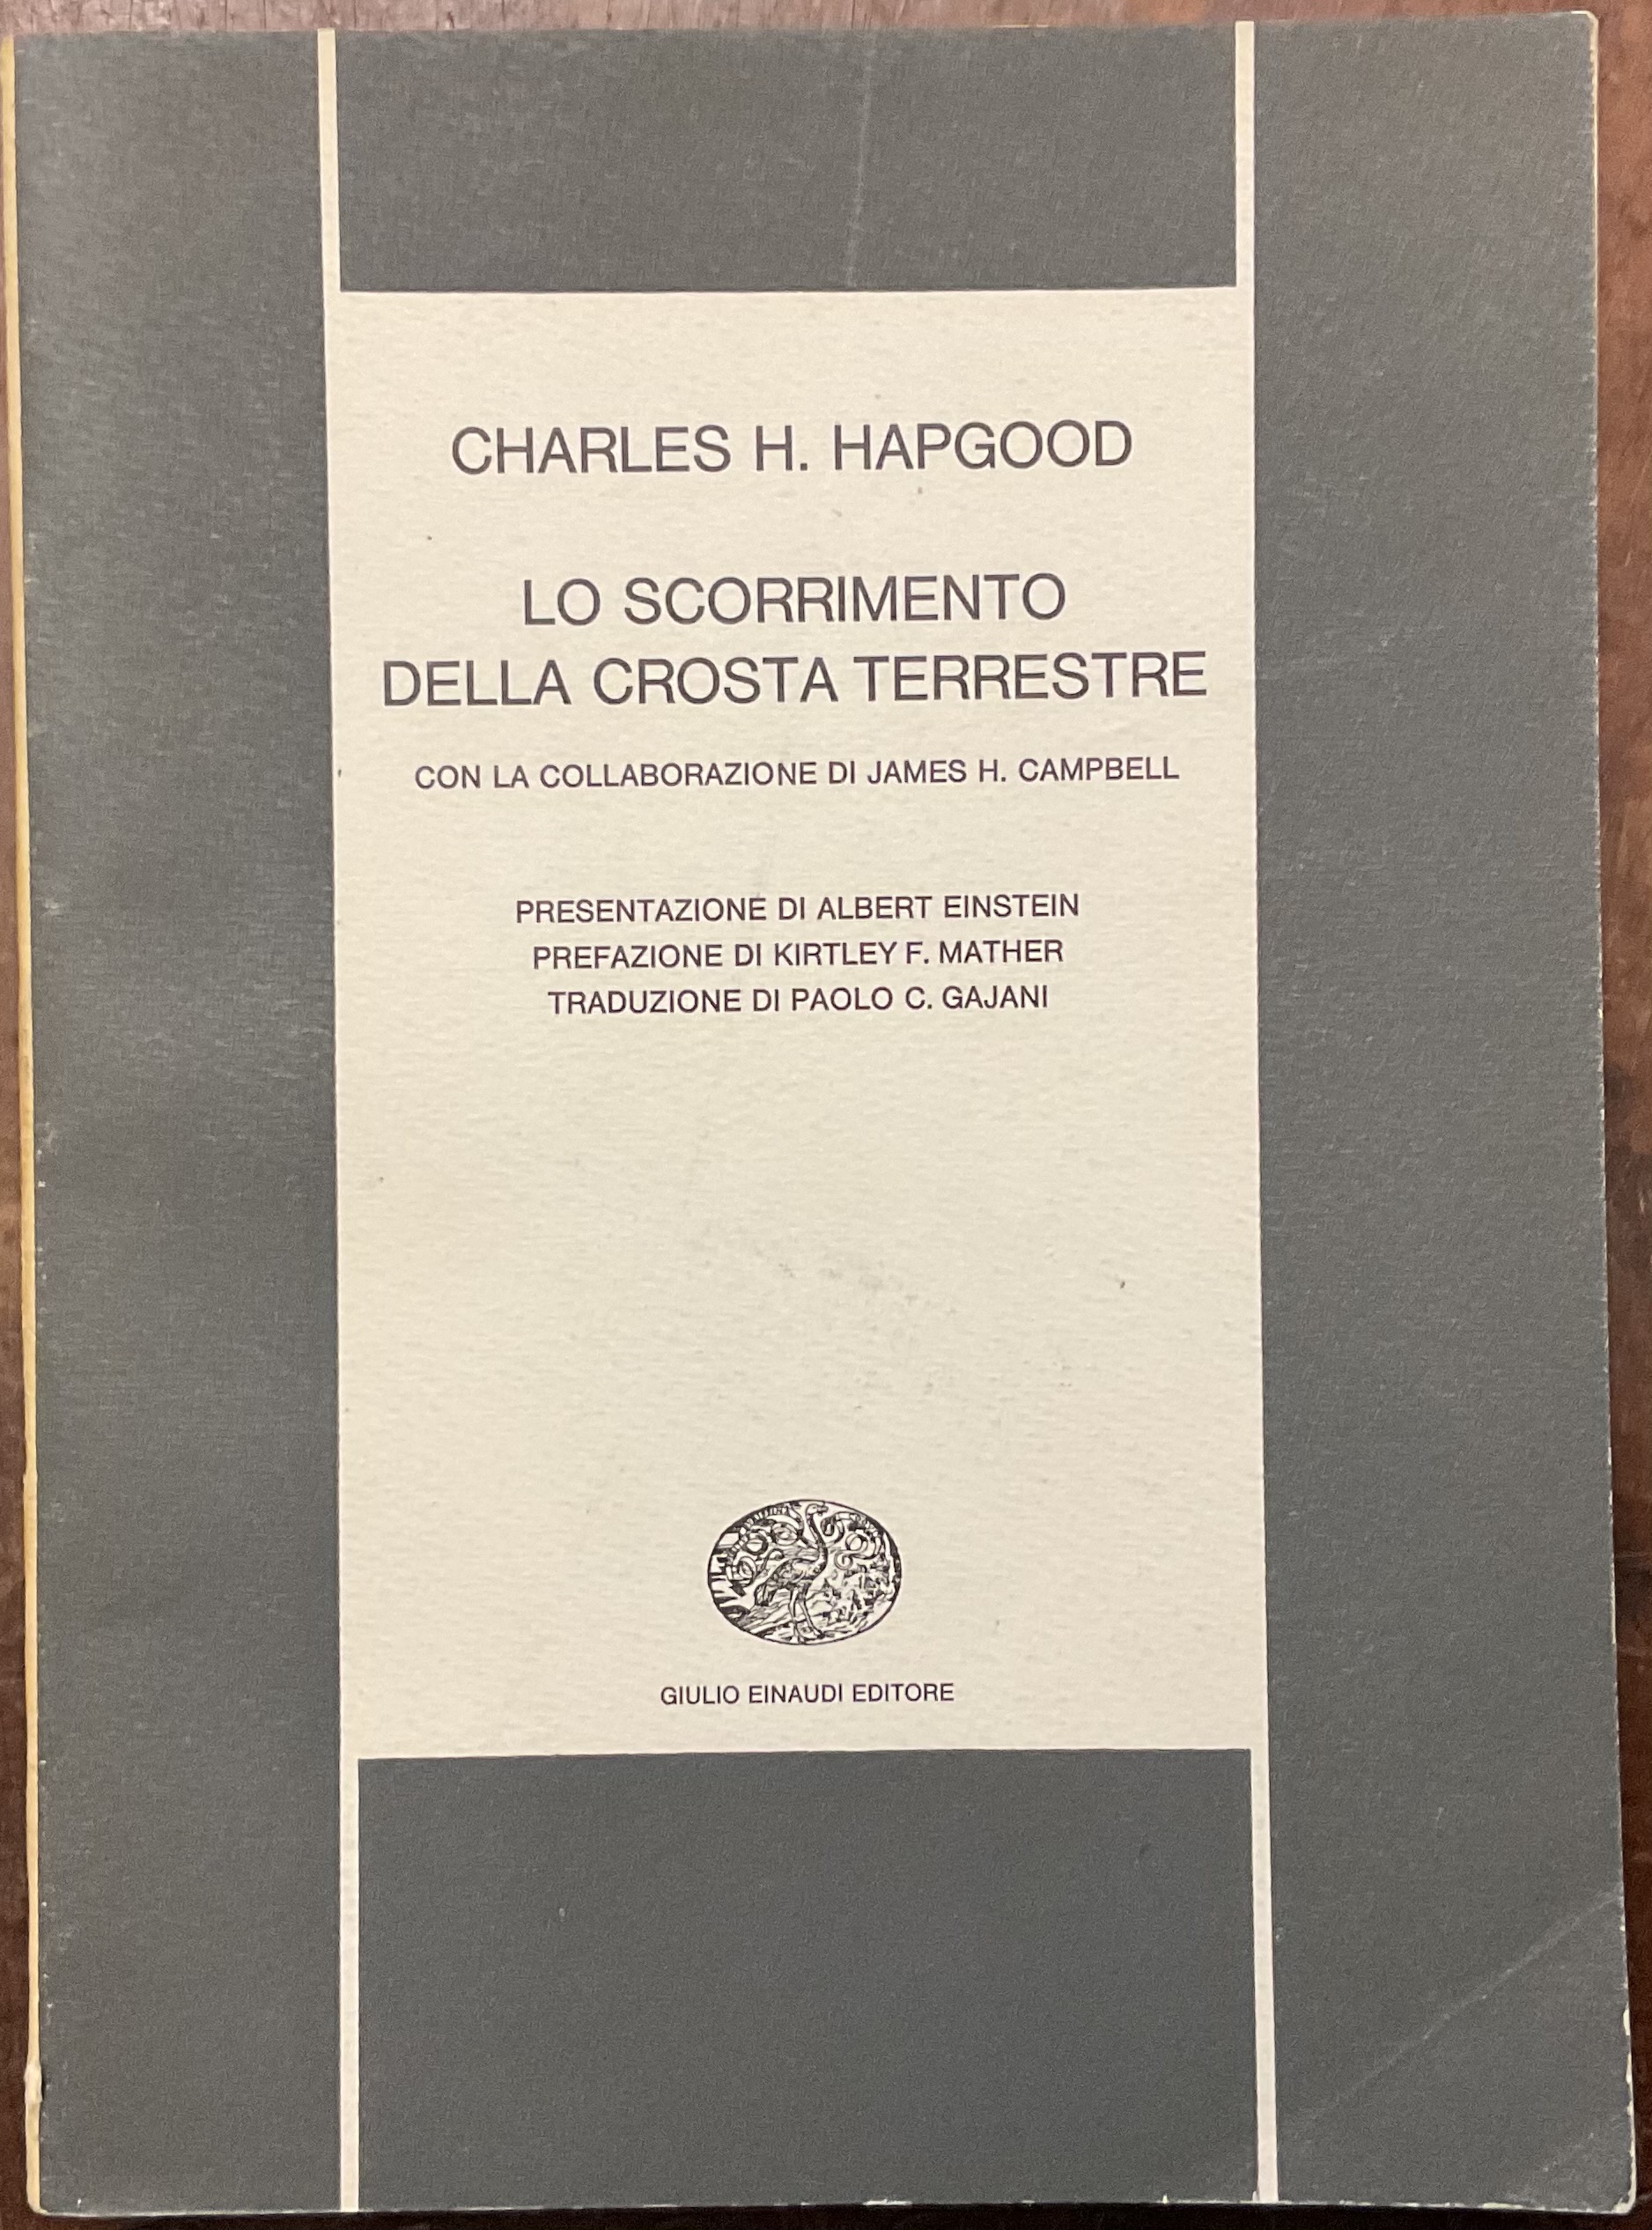 CHARLES H. HAPGOOD
LO SCORRIMENTO
DELLA CROSTA TERRESTRE
CON LA COLLABORAZIONE DI JAMES H. CAMPBELL
PRESENTAZIONE DI ALBERT EINSTEIN
PREFAZIONE DI KIRTLEY F. MATHER
TRADUZIONE DI PAOLO C. GAJANI
GIULIO EINAUDI EDITORE